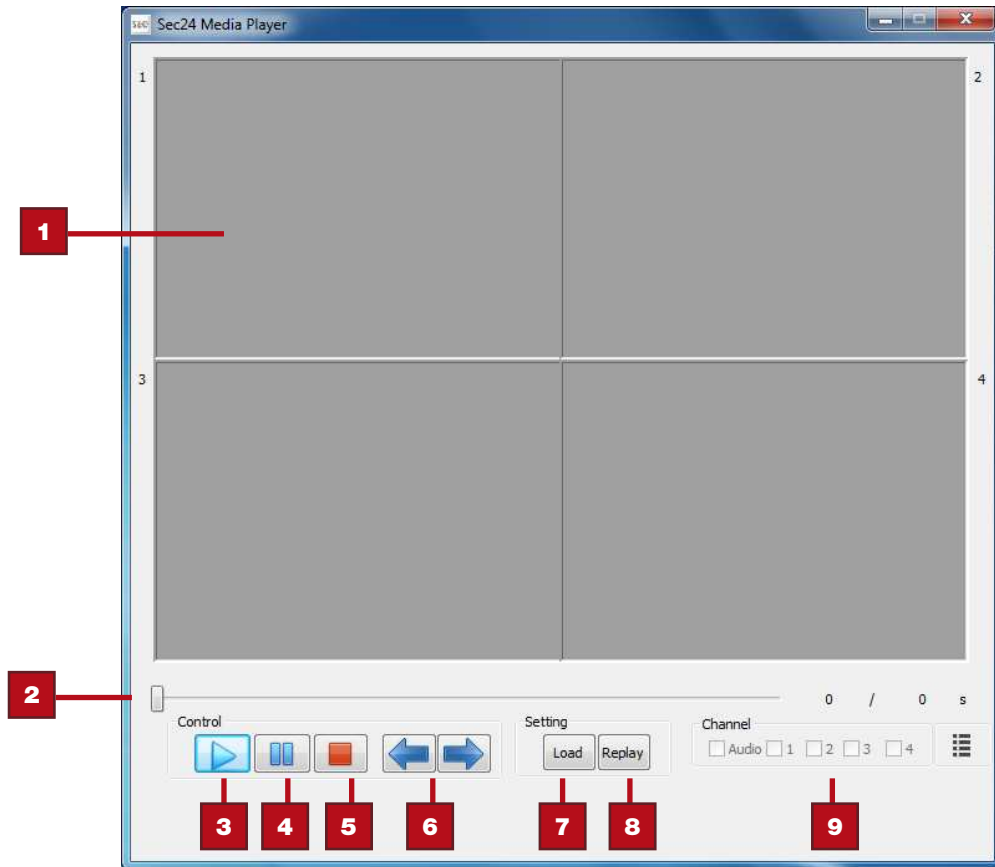 SEC Sec24 Media Player
1 2
1
3 4
2
0 / 0 s
Control Setting Channel
Load Replay Audio 1 2 3 4
3 4 5 6 7 8 9